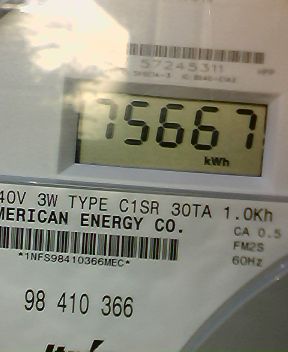 57245311
75667
kWh
40V 3W TYPE C1SR 30TA 1.0Kh
MERICAN ENERGY CO.
CA 0.5
*1NFS98410366MEC*
FM2S
60Hz
98 410 366